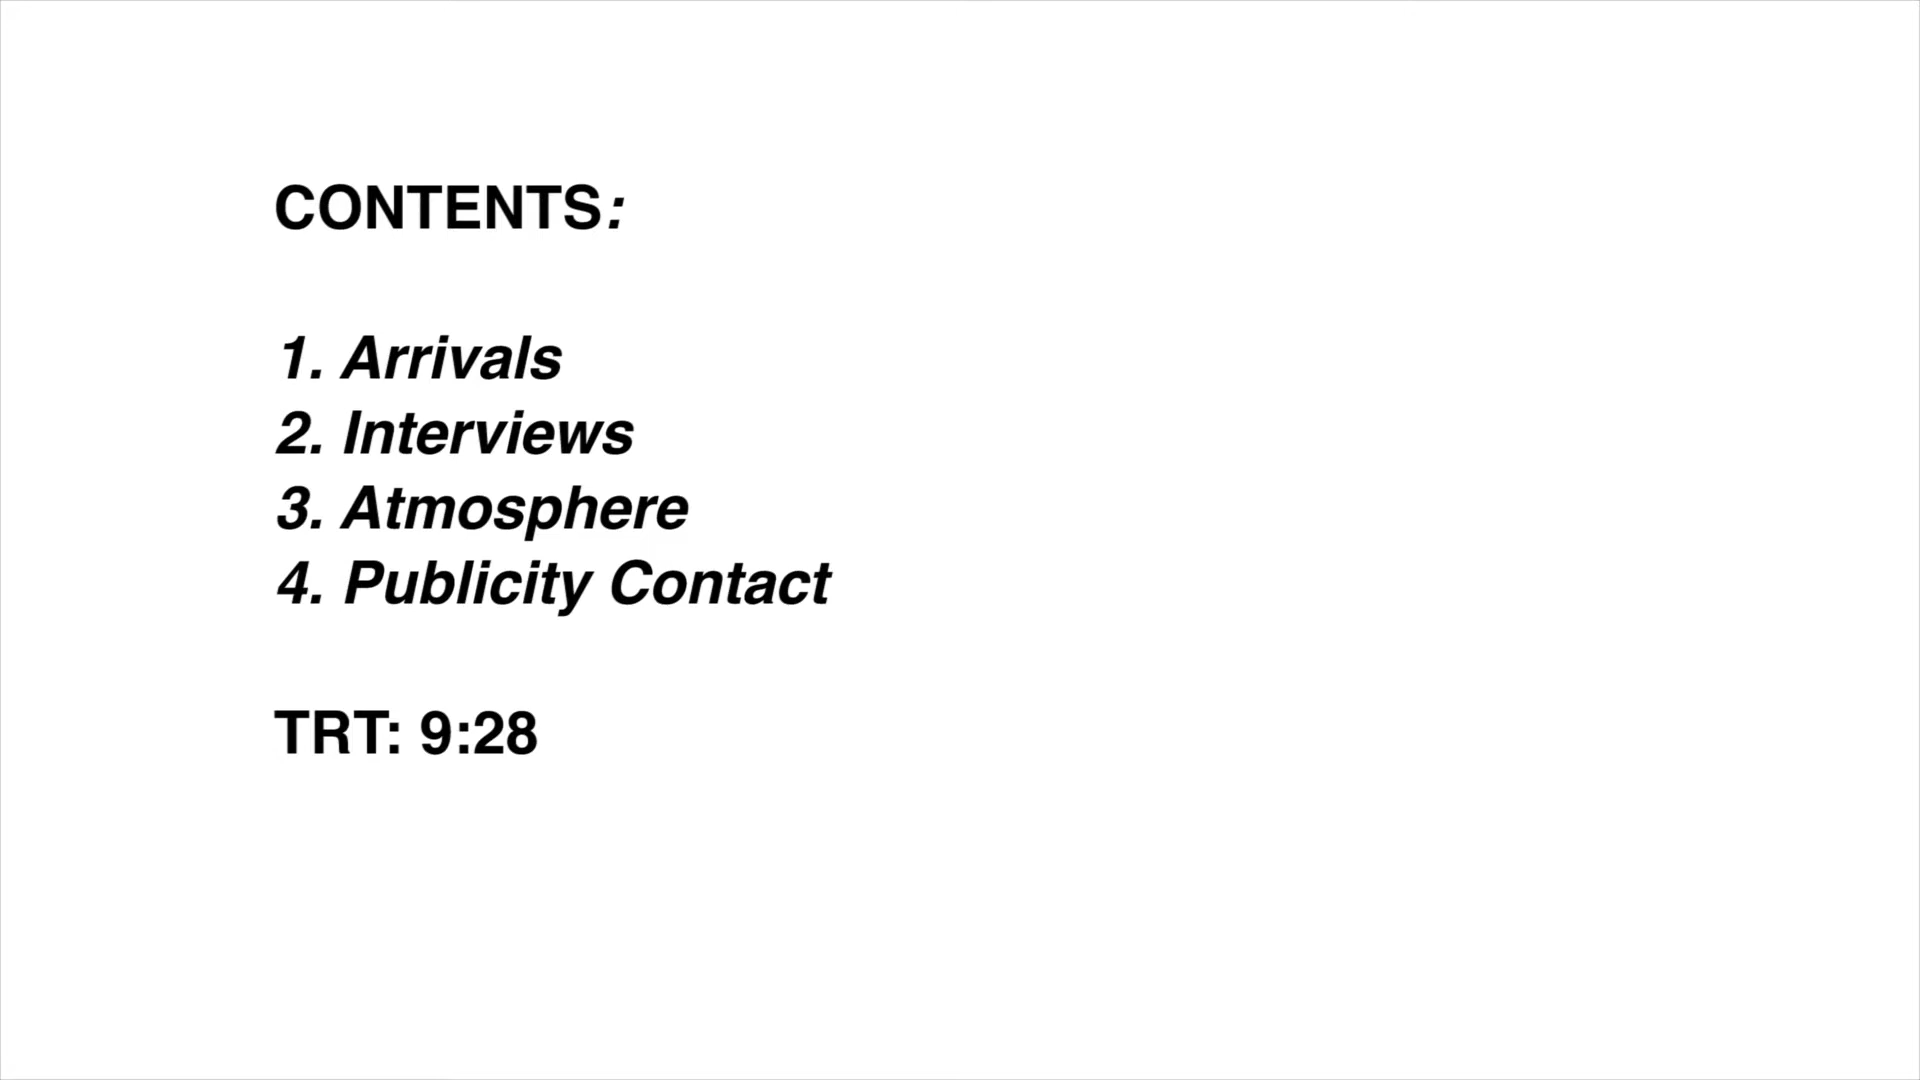 CONTENTS:
1. Arrivals
2. Interviews
3. Atmosphere
4. Publicity Contact
TRT: 9:28